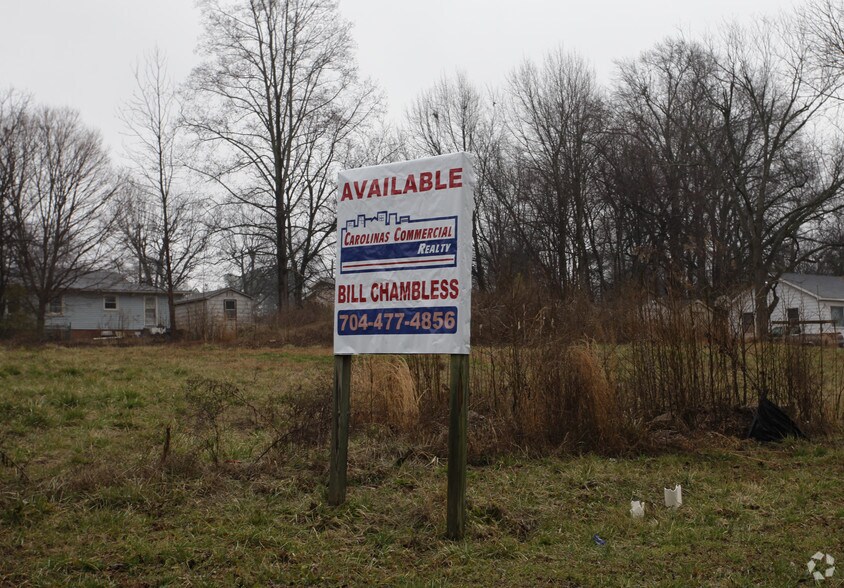 AVAILABLE
CAROLINAS COMMERCIAL
REALTY
BILL CHAMBLESS
704-477-4856